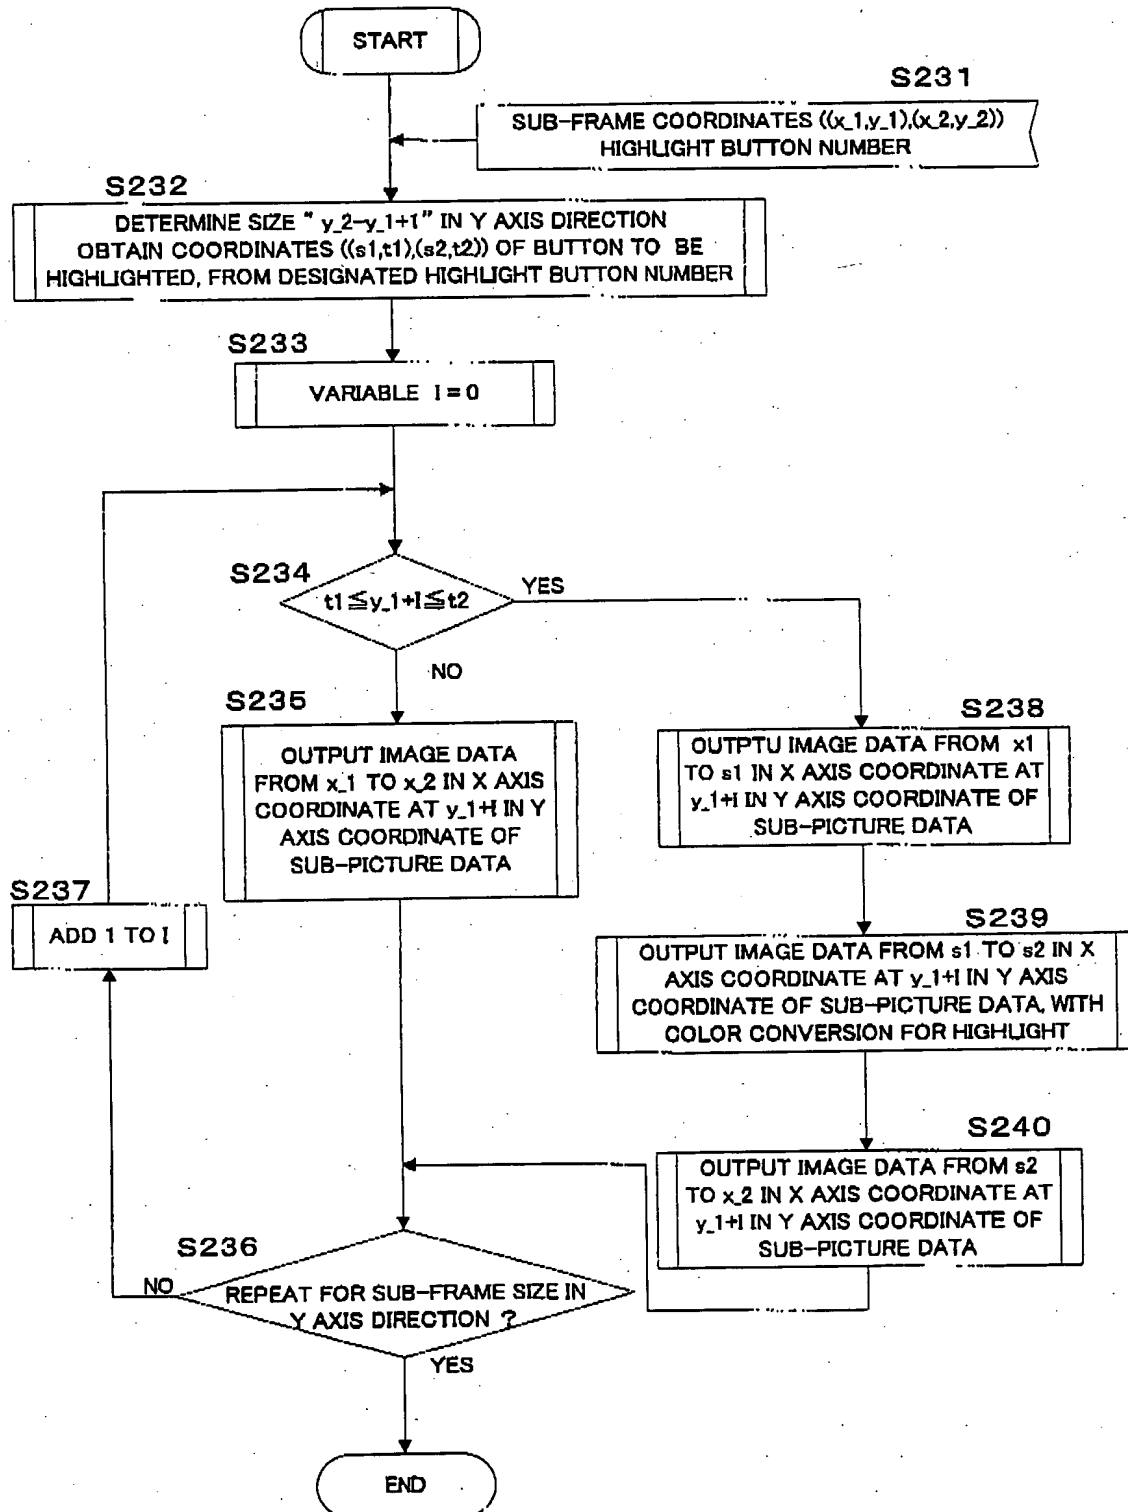 START
S231
SUB-FRAME COORDINATES ((x_1,y_1),(x_2,y_2))
HIGHLIGHT BUTTON NUMBER
S232
DETERMINE SIZE " y_2-y_1+1" IN Y AXIS DIRECTION
OBTAIN COORDINATES ((s1,t1),(s2,t2)) OF BUTTON TO BE
HIGHLIGHTED, FROM DESIGNATED HIGHLIGHT BUTTON NUMBER
S233
VARIABLE I = 0
S234
t1≦y_1+I≦t2
YES
NO
S235
OUTPUT IMAGE DATA
FROM x_1 TO x_2 IN X AXIS
COORDINATE AT y_1+I IN Y
AXIS COORDINATE OF
SUB-PICTURE DATA
S238
OUTPTU IMAGE DATA FROM x1
TO s1 IN X AXIS COORDINATE AT
y_1+I IN Y AXIS COORDINATE OF
SUB-PICTURE DATA
S237
ADD 1 TO I
S239
OUTPUT IMAGE DATA FROM s1 TO s2 IN X
AXIS COORDINATE AT y_1+I IN Y AXIS
COORDINATE OF SUB-PICTURE DATA, WITH
COLOR CONVERSION FOR HIGHLIGHT
S240
OUTPUT IMAGE DATA FROM s2
TO x_2 IN X AXIS COORDINATE AT
y_1+I IN Y AXIS COORDINATE OF
SUB-PICTURE DATA
S236
NO
REPEAT FOR SUB-FRAME SIZE IN
Y AXIS DIRECTION ?
YES
END